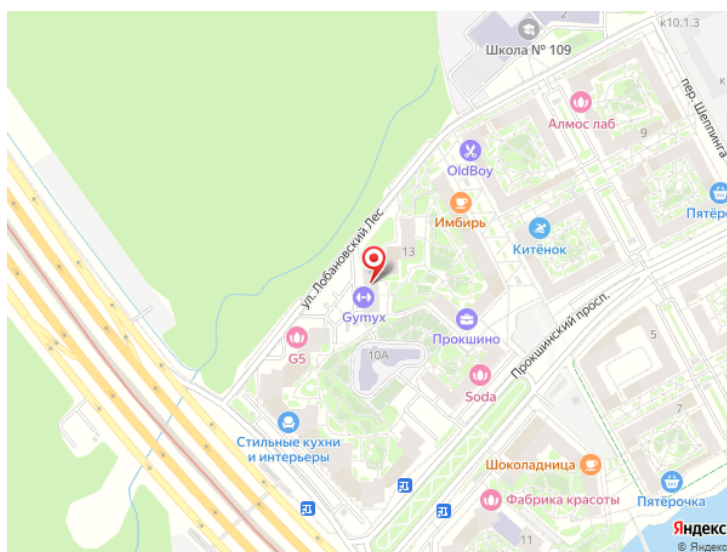 2
к10.1.3
Школа № 109
пер. Шеппинга
Алмос лаб
9
OldBoy
Пятёро
Имбирь
Китёнок
ул. Лобановский Лес
13
Gymyx
Прокшино
Прокшинский просп.
G5
10А
5
Soda
7
Стильные кухни
и интерьеры
Шоколадница
Пятёрочка
Фабрика красоты
11
Яндекс
© Яндекс